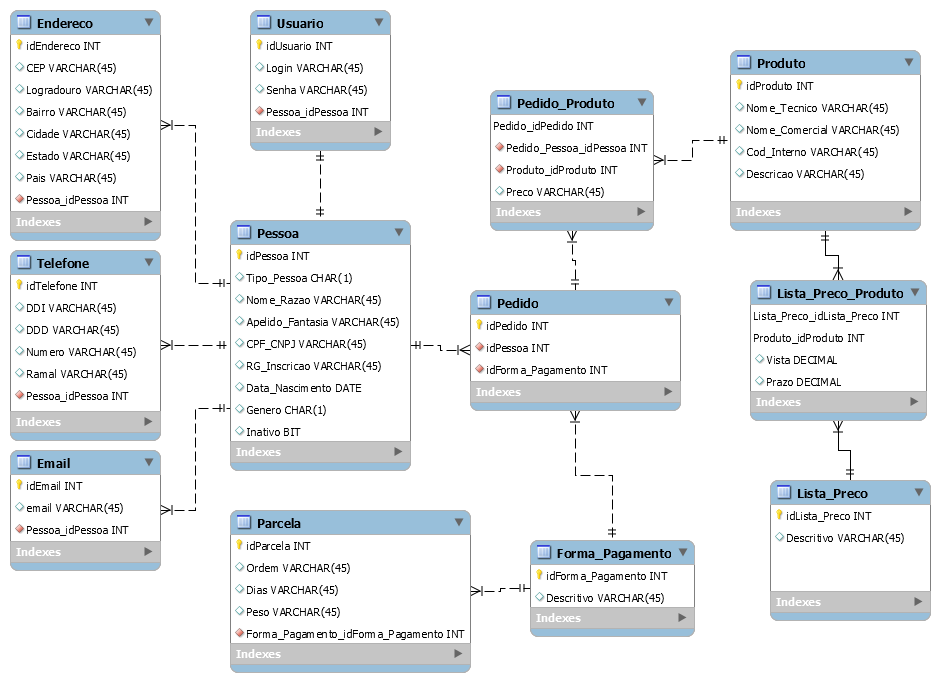 Endereco
idEndereco INT
CEP VARCHAR(45)
Logradouro VARCHAR(45)
Bairro VARCHAR(45)
Cidade VARCHAR(45)
Estado VARCHAR(45)
Pais VARCHAR(45)
Pessoa_idPessoa INT
Indexes
Usuario
idUsuario INT
Login VARCHAR(45)
Senha VARCHAR(45)
Pessoa_idPessoa INT
Indexes
Pedido_Produto
Pedido_idPedido INT
Pedido_Pessoa_idPessoa INT
Produto_idProduto INT
Preco VARCHAR(45)
Indexes
Produto
idProduto INT
Nome_Tecnico VARCHAR(45)
Nome_Comercial VARCHAR(45)
Cod_Interno VARCHAR(45)
Descricao VARCHAR(45)
Indexes
Telefone
idTelefone INT
DDI VARCHAR(45)
DDD VARCHAR(45)
Numero VARCHAR(45)
Ramal VARCHAR(45)
Pessoa_idPessoa INT
Indexes
Pessoa
idPessoa INT
Tipo_Pessoa CHAR(1)
Nome_Razao VARCHAR(45)
Apelido_Fantasia VARCHAR(45)
CPF_CNPJ VARCHAR(45)
RG_Inscricao VARCHAR(45)
Data_Nascimento DATE
Genero CHAR(1)
Inativo BIT
Indexes
Pedido
idPedido INT
idPessoa INT
idForma_Pagamento INT
Indexes
Lista_Preco_Produto
Lista_Preco_idLista_Preco INT
Produto_idProduto INT
Vista DECIMAL
Prazo DECIMAL
Indexes
Email
idEmail INT
email VARCHAR(45)
Pessoa_idPessoa INT
Indexes
Parcela
idParcela INT
Ordem VARCHAR(45)
Dias VARCHAR(45)
Peso VARCHAR(45)
Forma_Pagamento_idForma_Pagamento INT
Indexes
Forma_Pagamento
idForma_Pagamento INT
Descritivo VARCHAR(45)
Indexes
Lista_Preco
idLista_Preco INT
Descritivo VARCHAR(45)
Indexes